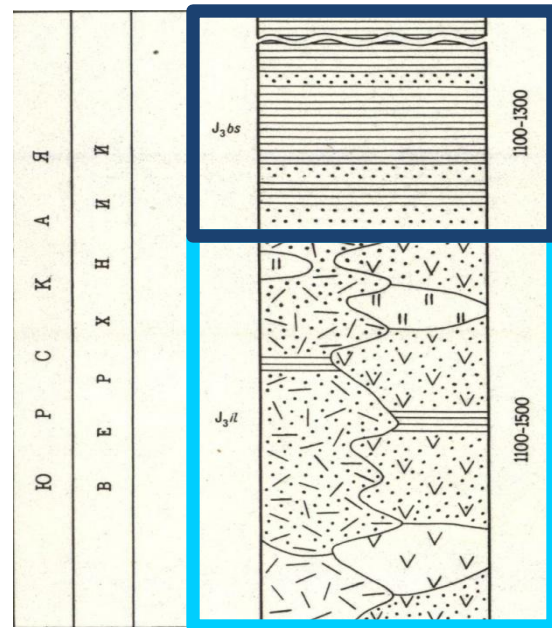 Ю Р С К А Я
В Е Р Х Н И Й
J₃bs
1100-1300
J₃il
1100-1500